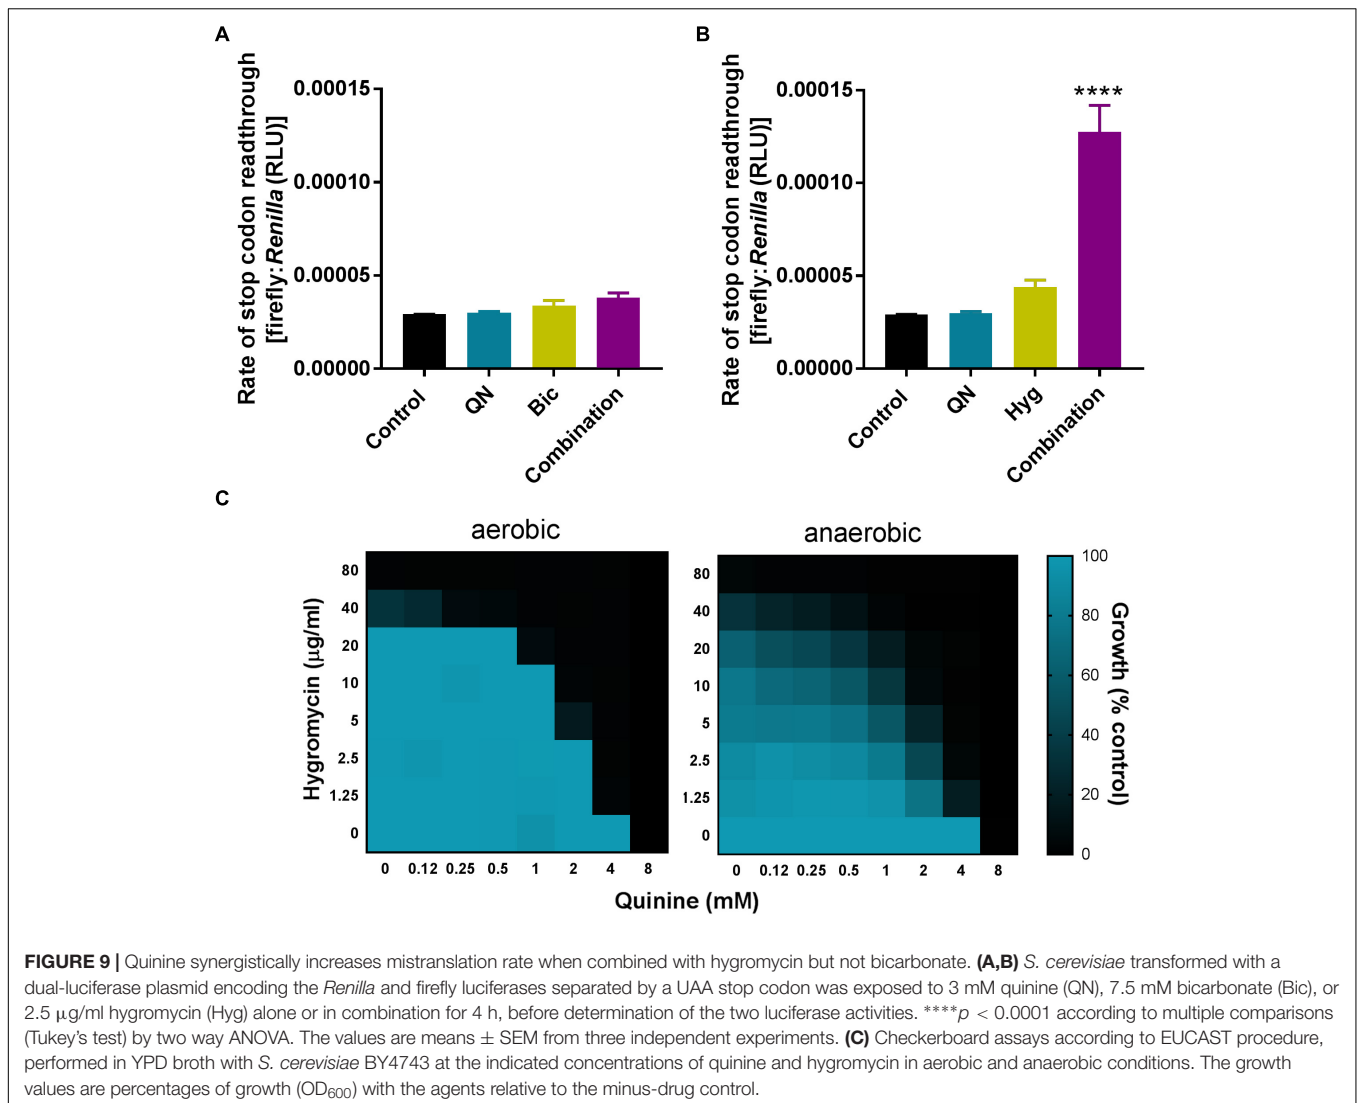 A
Rate of stop codon readthrough
[firefly:Renilla (RLU)]
0.00015
0.00010
0.00005
0.00000
Control
QN
Bic
Combination
B
Rate of stop codon readthrough
[firefly:Renilla (RLU)]
0.00015
0.00010
0.00005
0.00000
****
Control
QN
Hyg
Combination
C
aerobic
Hygromycin (μg/ml)
80
40
20
10
5
2.5
1.25
0
0 0.12 0.25 0.5 1 2 4 8
anaerobic
80
40
20
10
5
2.5
1.25
0
0 0.12 0.25 0.5 1 2 4 8
Quinine (mM)
100
80
60
40
20
0
Growth (% control)
FIGURE 9 | Quinine synergistically increases mistranslation rate when combined with hygromycin but not bicarbonate. (A,B) S. cerevisiae transformed with a
dual-luciferase plasmid encoding the Renilla and firefly luciferases separated by a UAA stop codon was exposed to 3 mM quinine (QN), 7.5 mM bicarbonate (Bic), or
2.5 μg/ml hygromycin (Hyg) alone or in combination for 4 h, before determination of the two luciferase activities. ****p < 0.0001 according to multiple comparisons
(Tukey's test) by two way ANOVA. The values are means ± SEM from three independent experiments. (C) Checkerboard assays according to EUCAST procedure,
performed in YPD broth with S. cerevisiae BY4743 at the indicated concentrations of quinine and hygromycin in aerobic and anaerobic conditions. The growth
values are percentages of growth (OD600) with the agents relative to the minus-drug control.